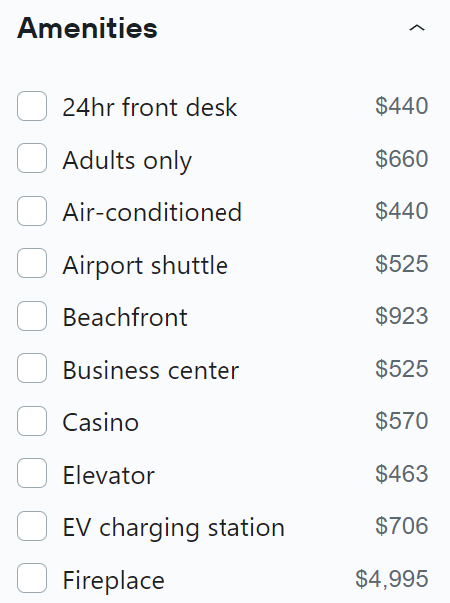 Amenities
24hr front desk $440
Adults only $660
Air-conditioned $440
Airport shuttle $525
Beachfront $923
Business center $525
Casino $570
Elevator $463
EV charging station $706
Fireplace $4,995